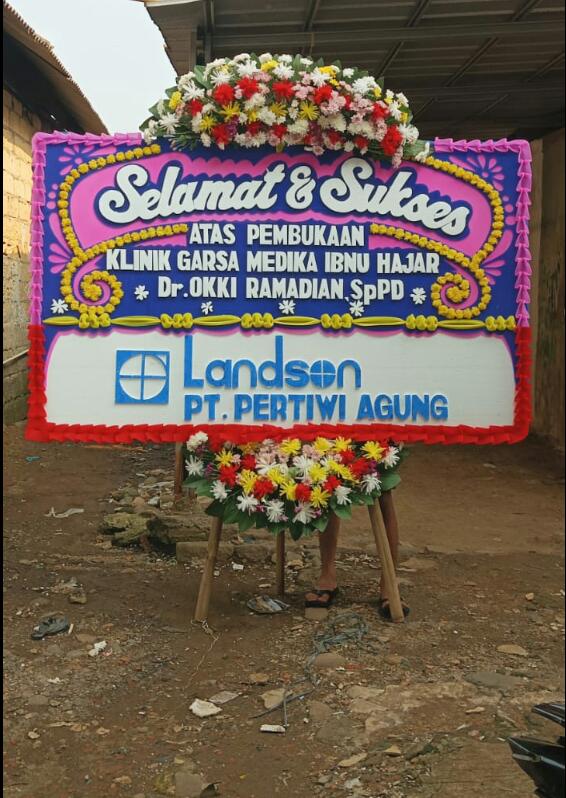 Selamat & Sukses
ATAS PEMBUKAAN
KLINIK GARSA MEDIKA IBNU HAJAR
Dr. OKKI RAMADIAN, SpPD
Landson
PT. PERTIWI AGUNG